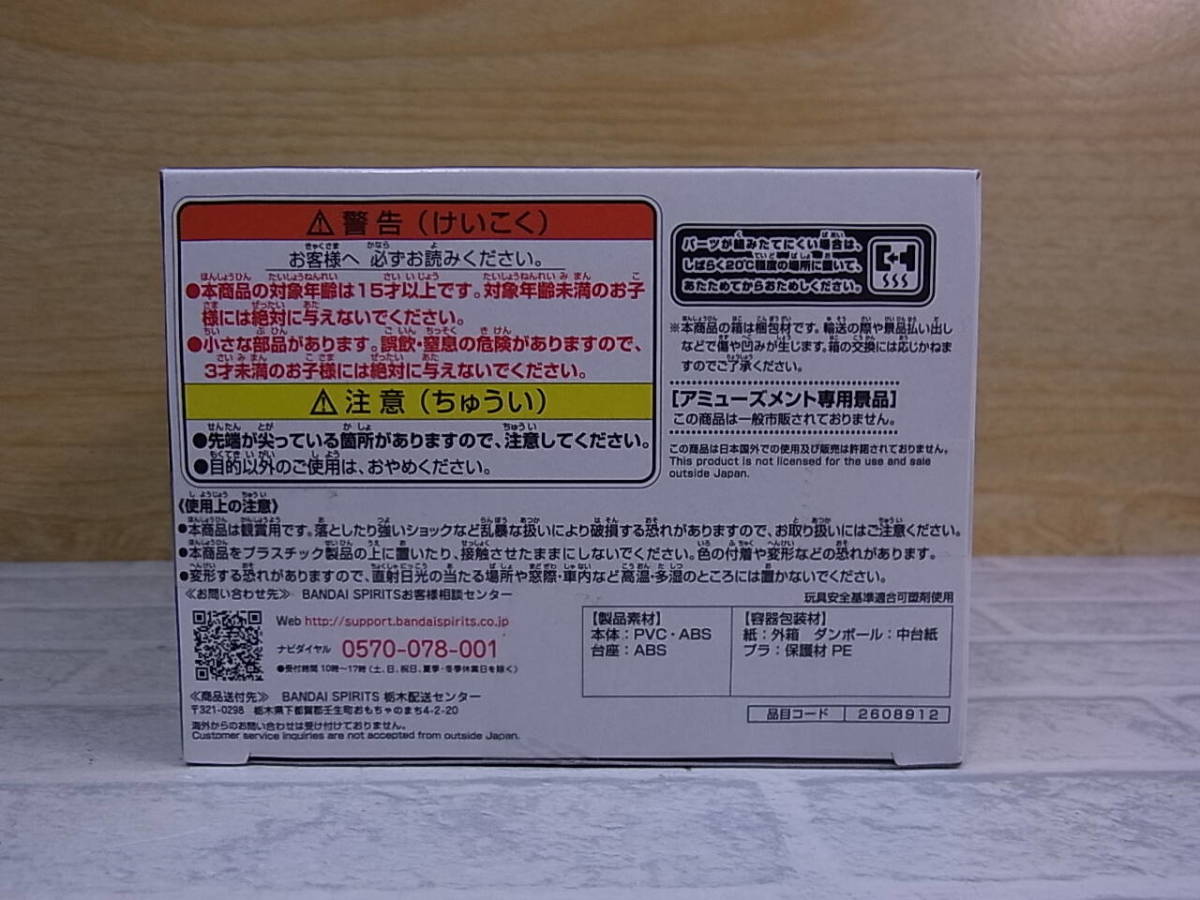 ⚠警告(けいこく)
お客様へ 必ずお読みください。
●本商品の対象年齢は15才以上です。対象年齢未満のお子
様には絶対に与えないでください。
●小さな部品があります。誤飲・窒息の危険がありますので、
3才未満のお子様には絶対に与えないでください。
⚠注意(ちゅうい)
●先端が尖っている箇所がありますので、注意してください。
●目的以外のご使用は、おやめください。
パーツが組みたてにくい場合は、
しばらく20℃程度の場所に置いて、
あたためてからおためしください。
※本商品の箱は梱包材です。輸送の際や景品払い出し
などで傷や凹みが生じます。箱の交換には応じかねま
すのでご了承ください。
【アミューズメント専用景品】
この商品は一般市販されておりません。
この商品は日本国外での使用及び販売は許諾されておりません。
This product is not licensed for the use and sale
outside Japan.
《使用上の注意》
●本商品は観賞用です。落としたり強いショックなど乱暴な扱いにより破損する恐れがありますので、お取り扱いにはご注意ください。
●本商品をプラスチック製品の上に置いたり、接触させたままにしないでください。色の付着や変形などの恐れがあります。
●変形する恐れがありますので、直射日光の当たる場所や窓際・車内など高温・多湿のところには置かないでください。
≪お問い合わせ先≫ BANDAI SPIRITSお客様相談センター
玩具安全基準適合可塑剤使用
Web http://support.bandaispirits.co.jp
ナビダイヤル 0570-078-001
●受付時間 10時〜17時(土、日、祝日、夏季・冬季休業日を除く)
≪商品送付先≫ BANDAI SPIRITS 栃木配送センター
〒321-0298 栃木県下都賀郡壬生町おもちゃのまち4-2-20
海外からのお問い合わせは受け付けておりません。
Customer service inquiries are not accepted from outside Japan.
【製品素材】
本体:PVC・ABS
台座:ABS
【容器包装材】
紙:外箱 ダンボール:中台紙
プラ:保護材 PE
品目コード 2608912